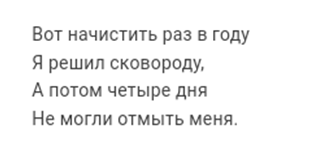 Вот начистить раз в году
Я решил сковороду,
А потом четыре дня
Не могли отмыть меня.